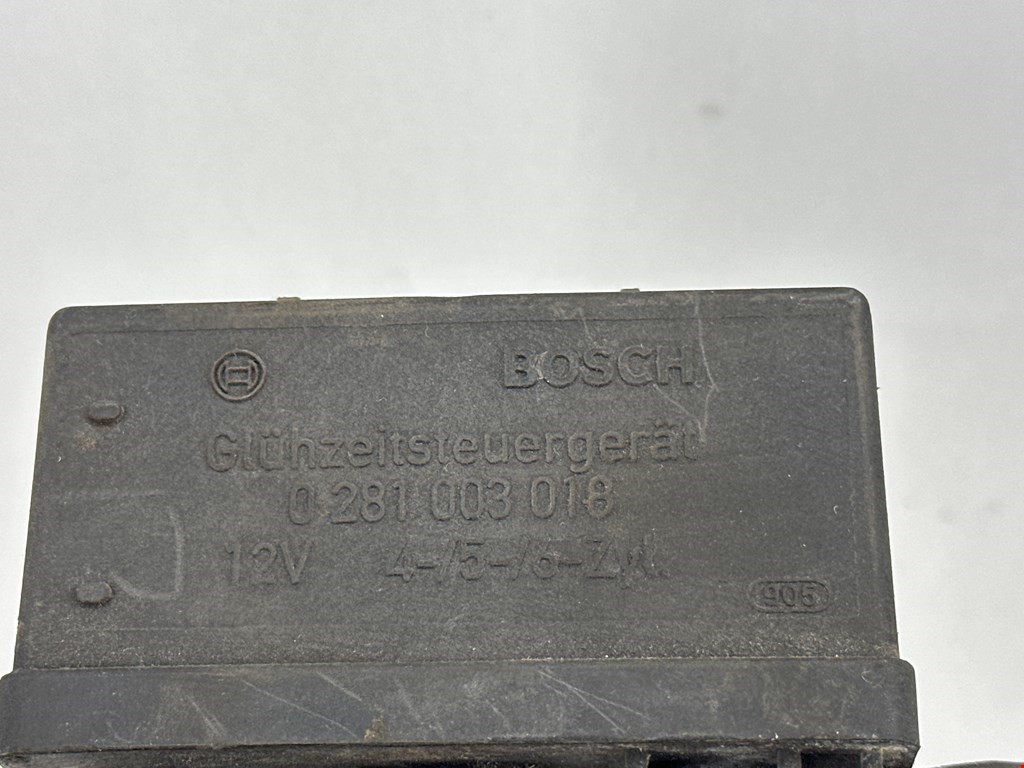 BOSCH
Glühzeitsteuergerät
0 281 003 018
12V 4-/5-/6-Zyl.
905